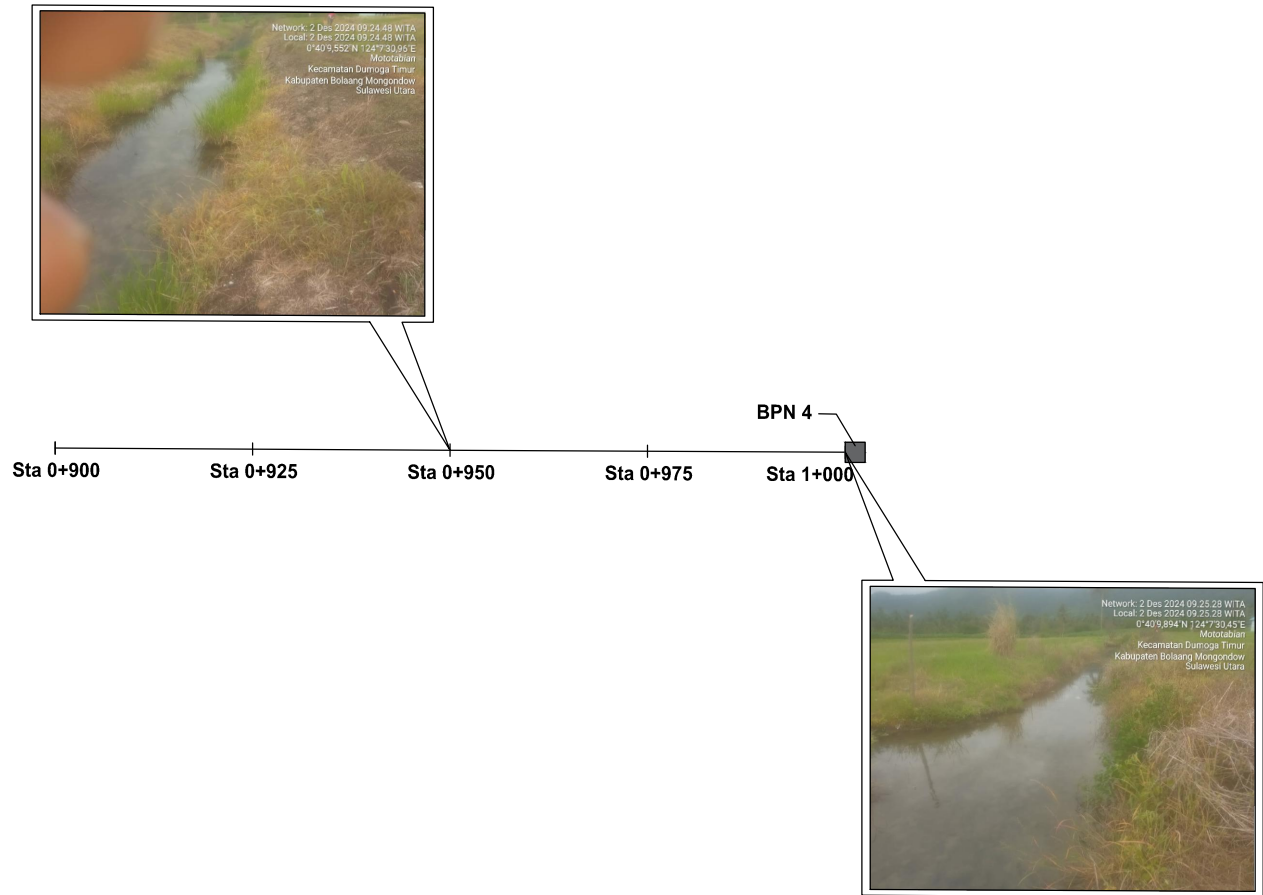 Network: 2 Des 2024 09.24.48 WITA
Local: 2 Des 2024 09.24.48 WITA
0°40'9,552"N 124°7'30,96"E
Mototabian
Kecamatan Dumoga Timur
Kabupaten Bolaang Mongondow
Sulawesi Utara
BPN 4
Sta 0+900
Sta 0+925
Sta 0+950
Sta 0+975
Sta 1+000
Network: 2 Des 2024 09.25.28 WITA
Local: 2 Des 2024 09.25.28 WITA
0°40'9,894"N 124°7'30,45"E
Mototabian
Kecamatan Dumoga Timur
Kabupaten Bolaang Mongondow
Sulawesi Utara